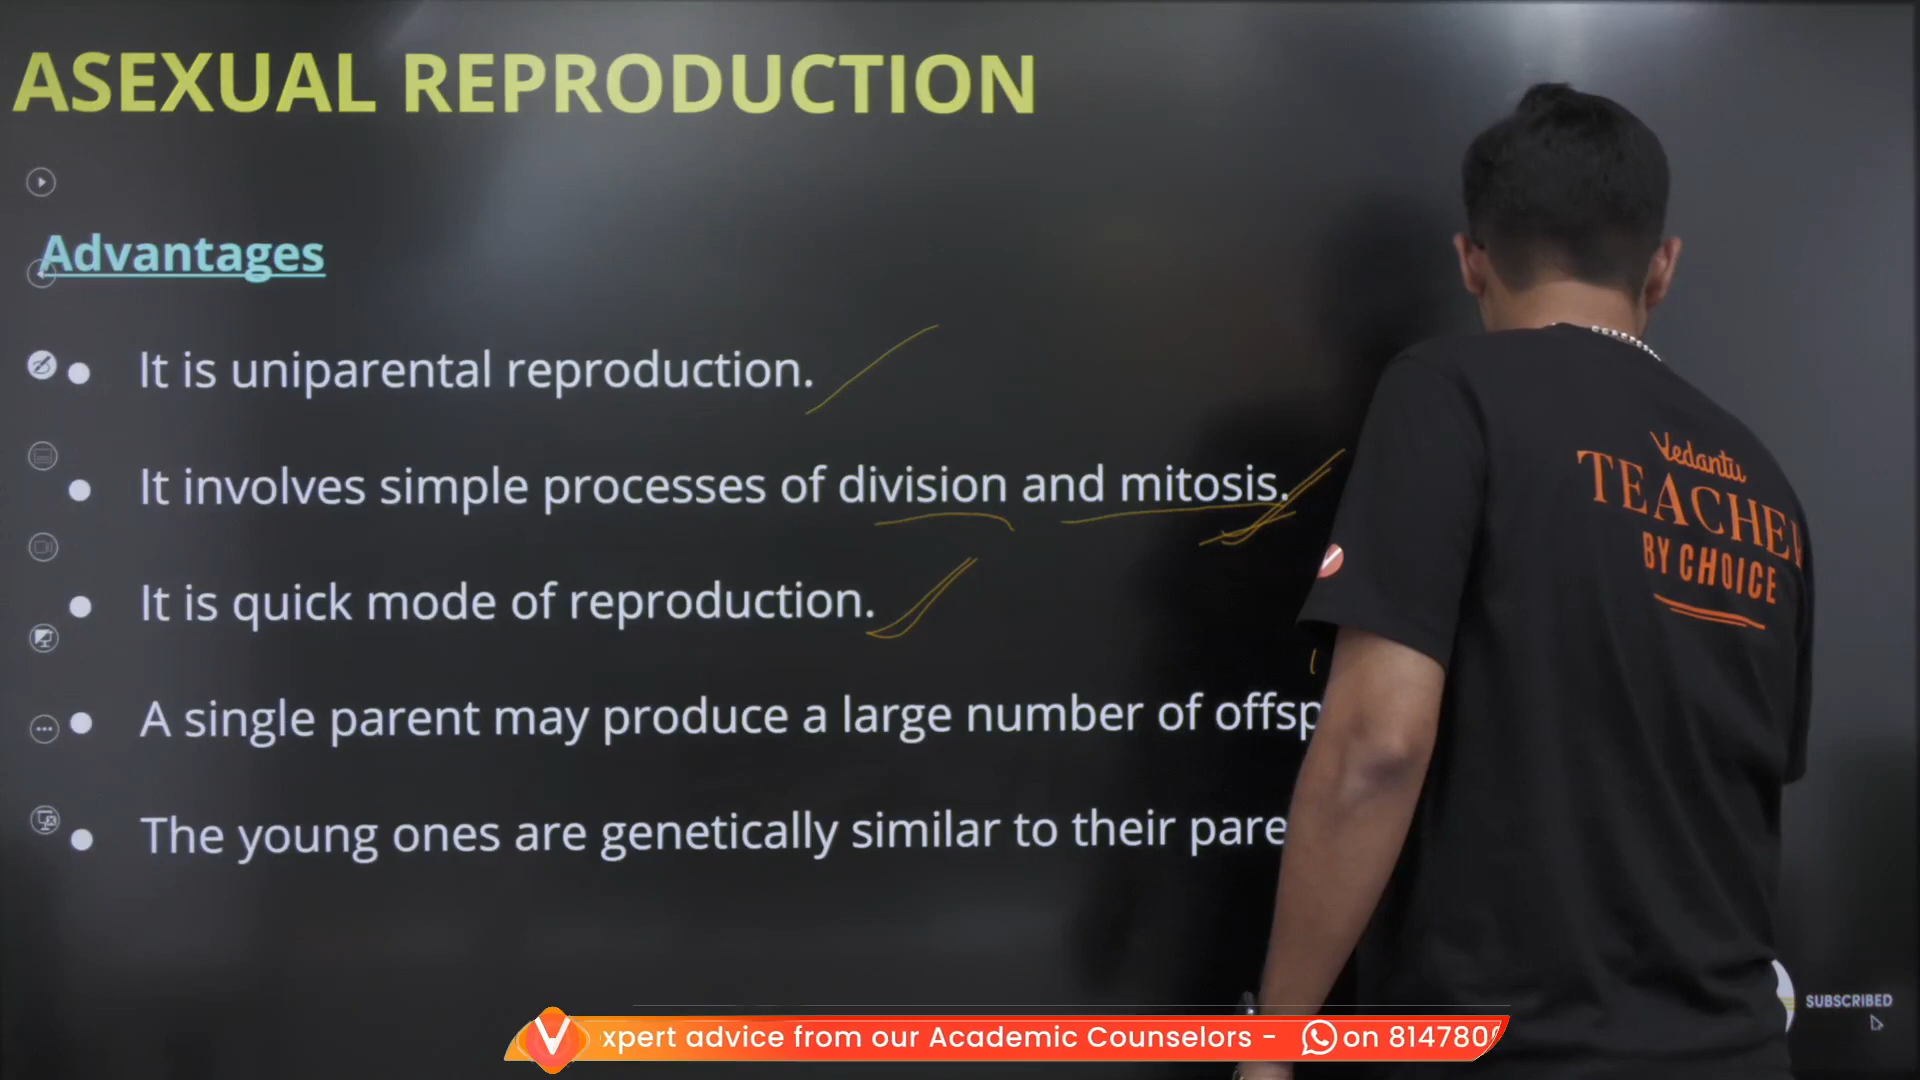 ASEXUAL REPRODUCTION
Advantages
It is uniparental reproduction.
It involves simple processes of division and mitosis.
It is quick mode of reproduction.
A single parent may produce a large number of offsp
The young ones are genetically similar to their pare
Vedantu
TEACHER
BY CHOICE
SUBSCRIBED
xpert advice from our Academic Counselors - on 814780